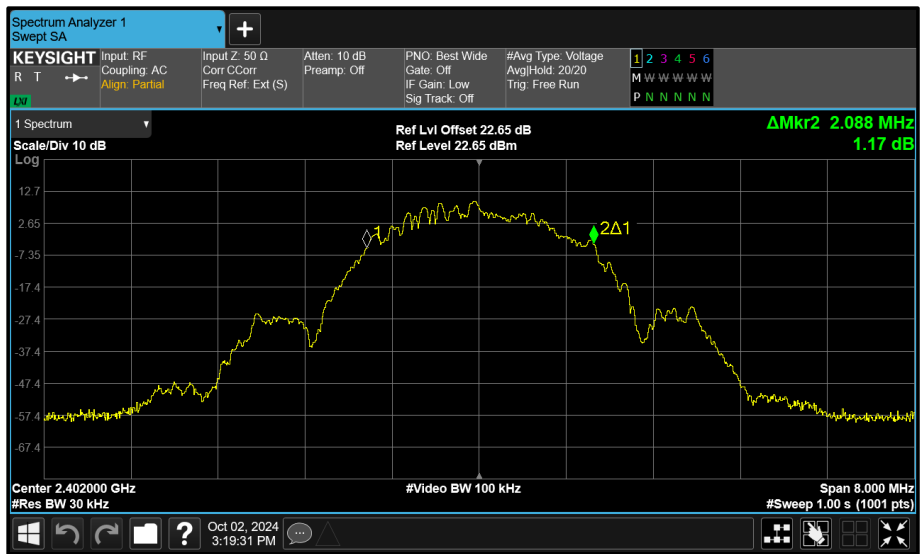 Spectrum Analyzer 1
Swept SA
KEYSIGHT
R T
LXI
Input: RF
Coupling: AC
Align: Partial
Input Z: 50 Ω
Corr CCorr
Freq Ref: Ext (S)
Atten: 10 dB
Preamp: Off
PNO: Best Wide
Gate: Off
IF Gain: Low
Sig Track: Off
#Avg Type: Voltage
Avg|Hold: 20/20
Trig: Free Run
1 2 3 4 5 6
M W W W W W
P N N N N N
1 Spectrum
Scale/Div 10 dB
Ref Lvl Offset 22.65 dB
Ref Level 22.65 dBm
ΔMkr2 2.088 MHz
1.17 dB
Log
12.7
2.65
-7.35
-17.4
-27.4
-37.4
-47.4
-57.4
-67.4
1
2Δ1
Center 2.402000 GHz
#Video BW 100 kHz
Span 8.000 MHz
#Res BW 30 kHz
#Sweep 1.00 s (1001 pts)
?
Oct 02, 2024
3:19:31 PM